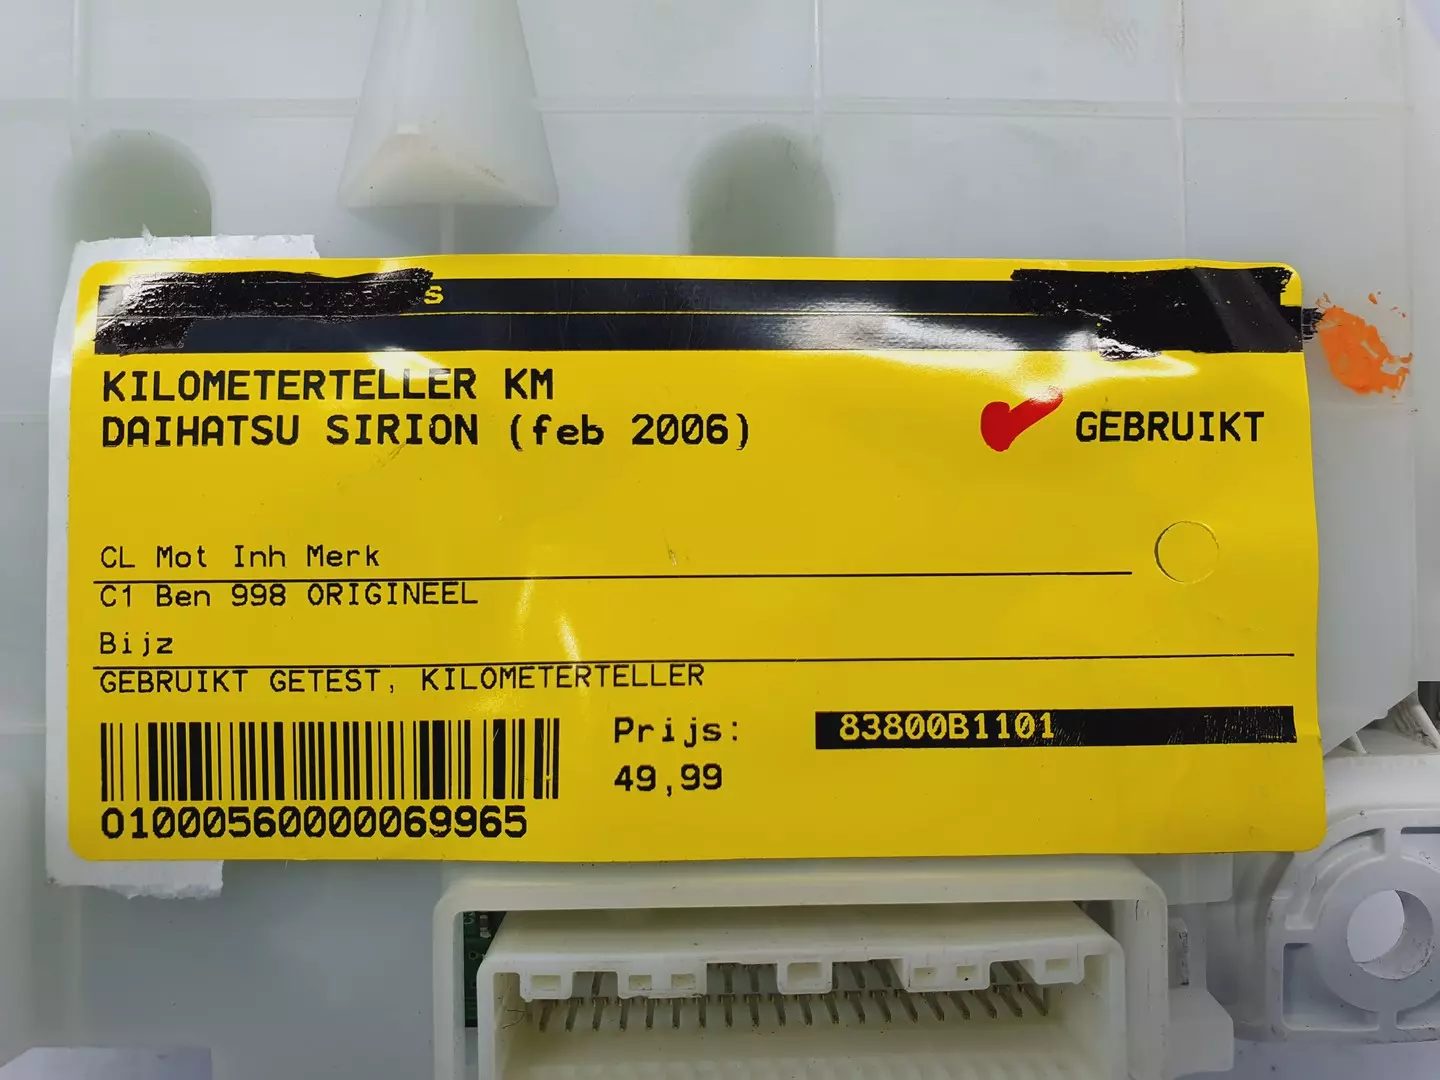 s
KILOMETERTELLER KM
DAIHATSU SIRION (feb 2006)
GEBRUIKT
CL Mot Inh Merk
C1 Ben 998 ORIGINEEL
Bijz
GEBRUIKT GETEST, KILOMETERTELLER
Prijs: 83800B1101
49,99
01000560000069965